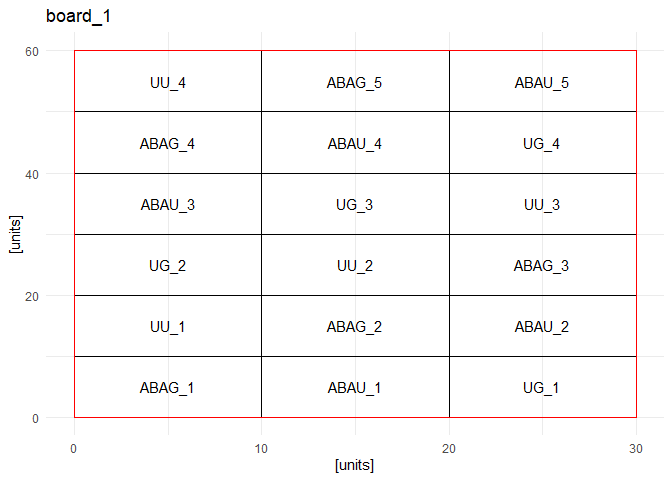 board_1
60
UU_4 ABAG_5 ABAU_5
ABAG_4 ABAU_4 UG_4
40
ABAU_3 UG_3 UU_3
[units]
UG_2 UU_2 ABAG_3
20
UU_1 ABAG_2 ABAU_2
ABAG_1 ABAU_1 UG_1
0
0 10 20 30
[units]